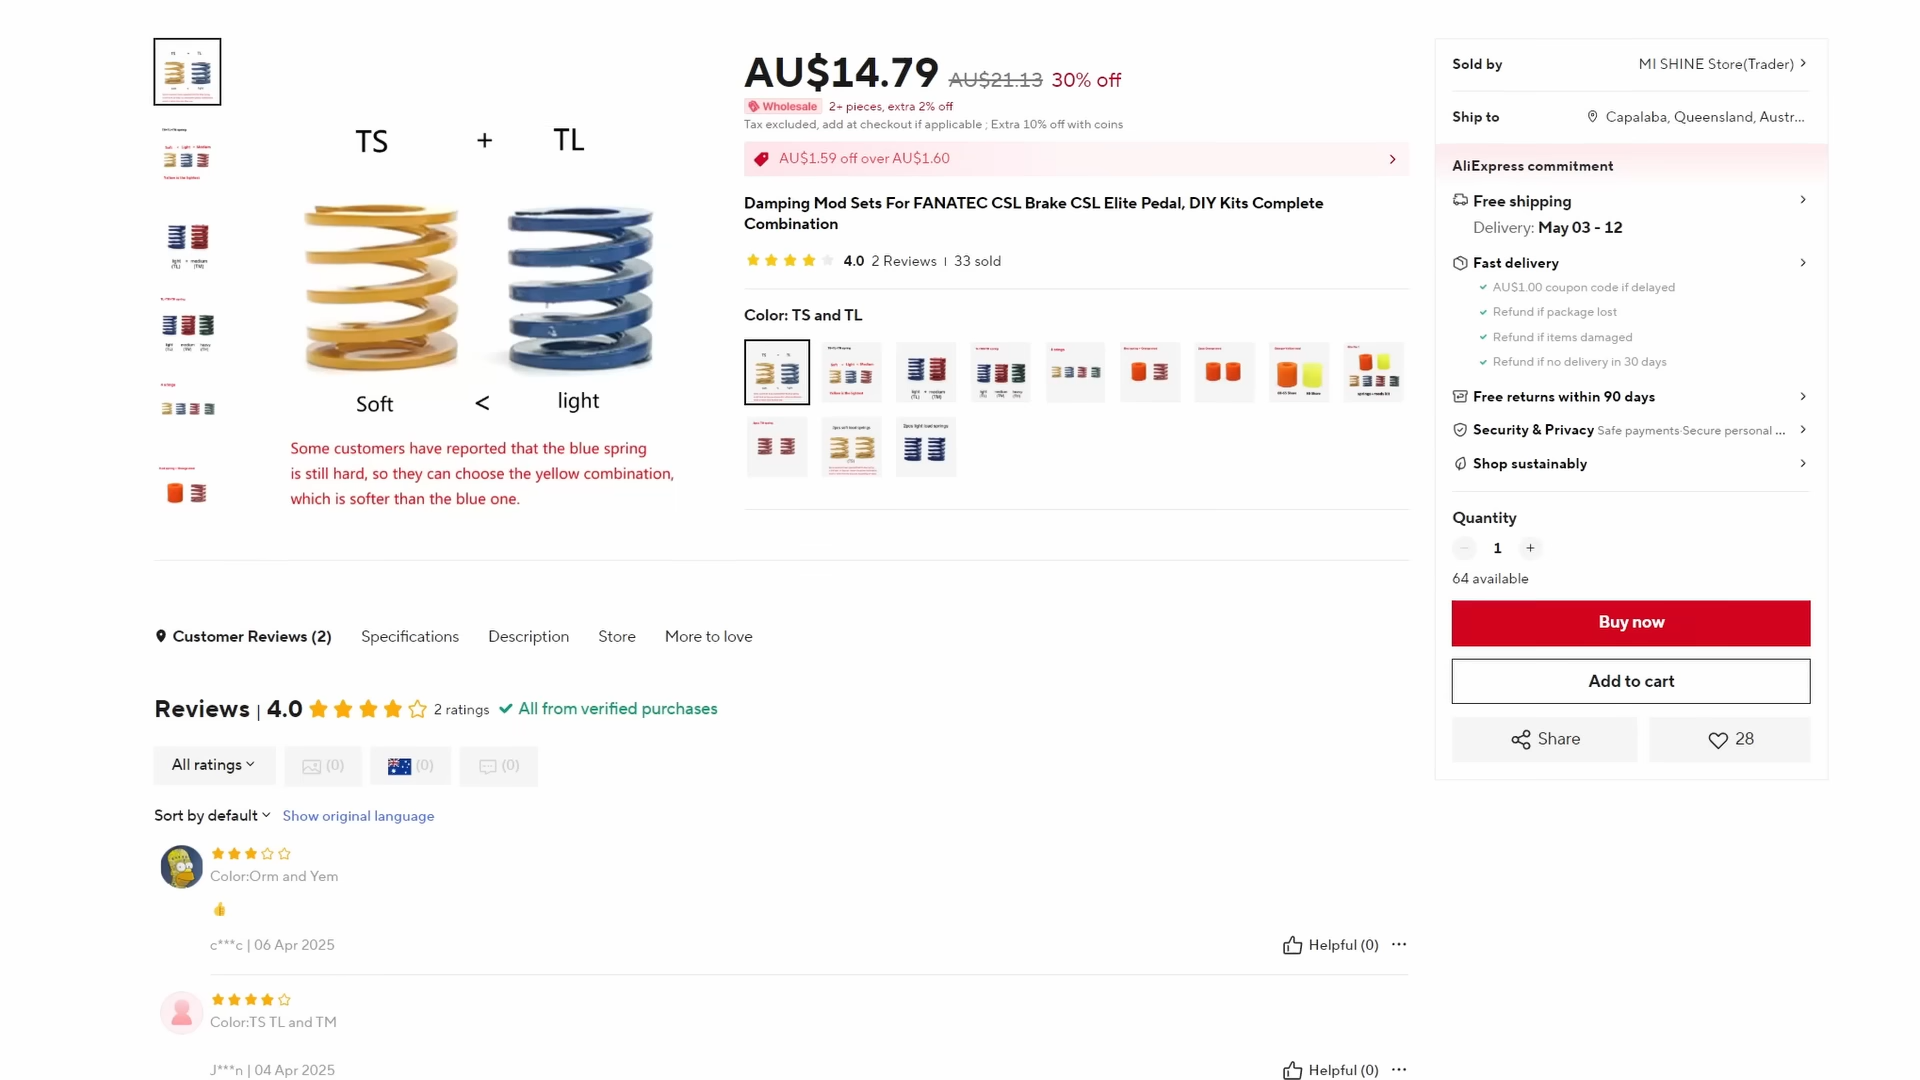 TS + TL
Soft < light
Some customers have reported that the blue spring
is still hard, so they can choose the yellow combination,
which is softer than the blue one.
AU$14.79 AU$21.13 30% off
Wholesale 2+ pieces, extra 2% off
Tax excluded, add at checkout if applicable ; Extra 10% off with coins
AU$1.59 off over AU$1.60
Damping Mod Sets For FANATEC CSL Brake CSL Elite Pedal, DIY Kits Complete
Combination
4.0 2 Reviews | 33 sold
Color: TS and TL
Sold by MI SHINE Store(Trader)
Ship to Capalaba, Queensland, Austr...
AliExpress commitment
Free shipping
Delivery: May 03 - 12
Fast delivery
AU$1.00 coupon code if delayed
Refund if package lost
Refund if items damaged
Refund if no delivery in 30 days
Free returns within 90 days
Security & Privacy Safe payments·Secure personal ...
Shop sustainably
Quantity
1
64 available
Buy now
Add to cart
Share 28
Customer Reviews (2) Specifications Description Store More to love
Reviews | 4.0 2 ratings All from verified purchases
All ratings (0) (0) (0)
Sort by default Show original language
Color:Orm and Yem
👍
c***c | 06 Apr 2025 Helpful (0) ...
Color:TS TL and TM
J***n | 04 Apr 2025 Helpful (0) ...